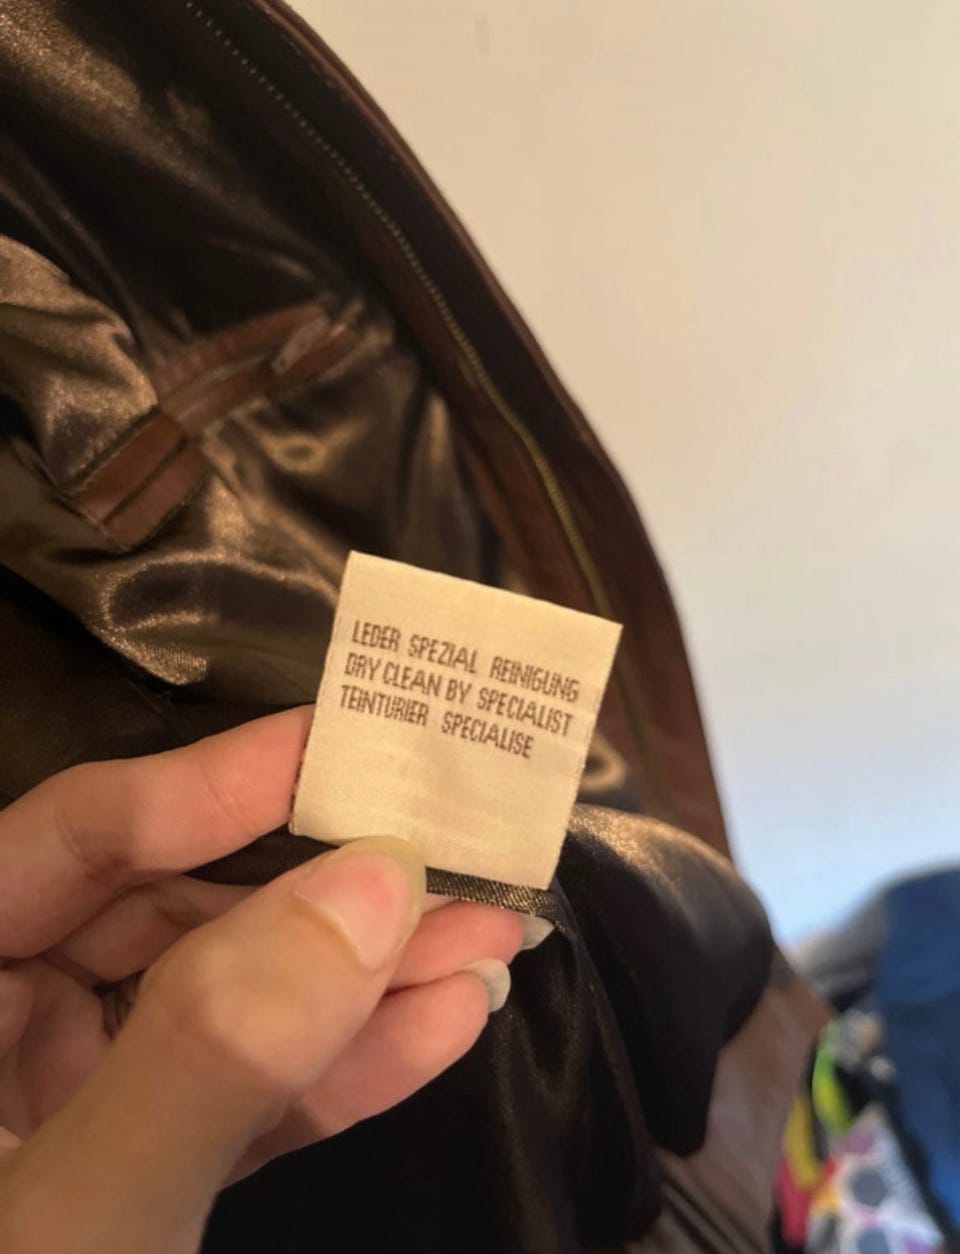 LEDER SPEZIAL REINIGUNG
DRY CLEAN BY SPECIALIST
TEINTURIER SPECIALISE